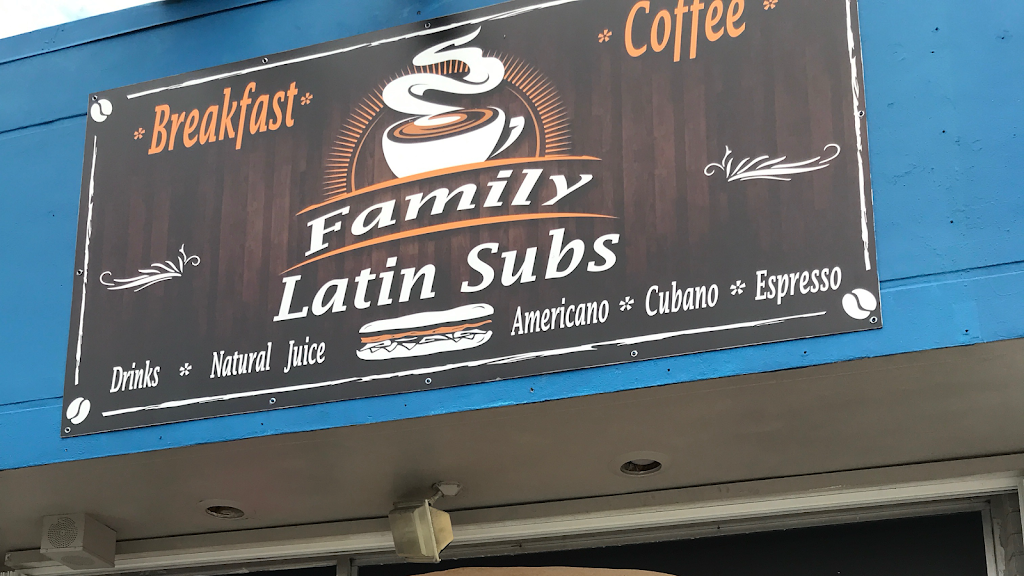 * Breakfast *
* Coffee *
Family
Latin Subs
Drinks * Natural Juice
Americano * Cubano * Espresso